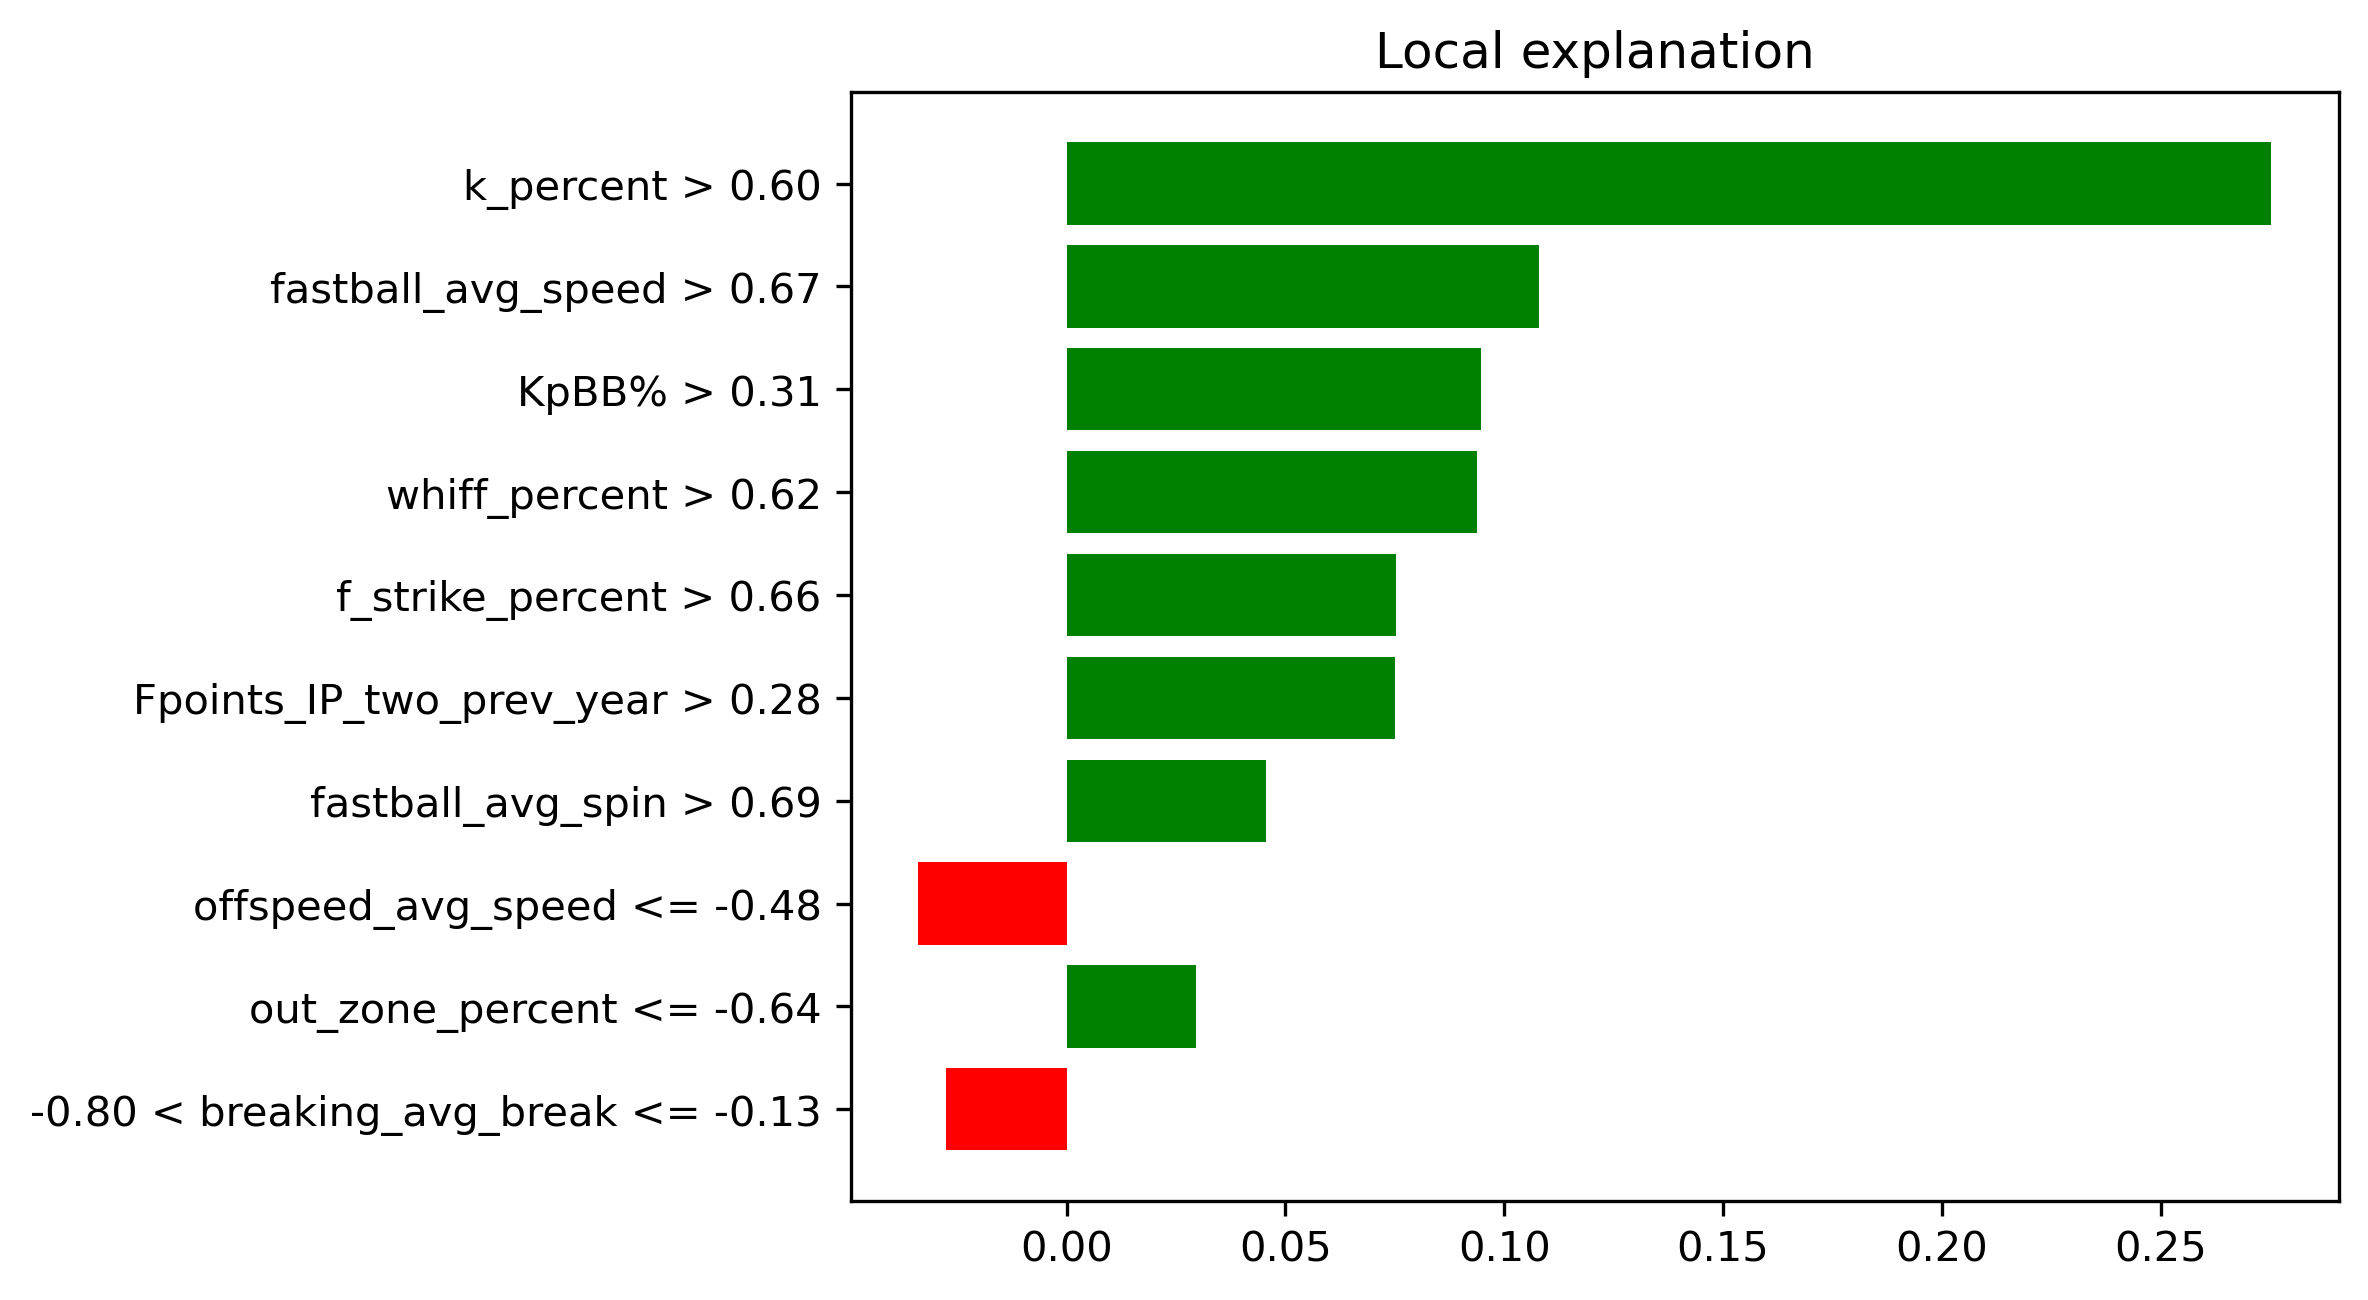 Local explanation
k_percent > 0.60
fastball_avg_speed > 0.67
KpBB% > 0.31
whiff_percent > 0.62
f_strike_percent > 0.66
Fpoints_IP_two_prev_year > 0.28
fastball_avg_spin > 0.69
offspeed_avg_speed <= -0.48
out_zone_percent <= -0.64
-0.80 < breaking_avg_break <= -0.13
0.00 0.05 0.10 0.15 0.20 0.25